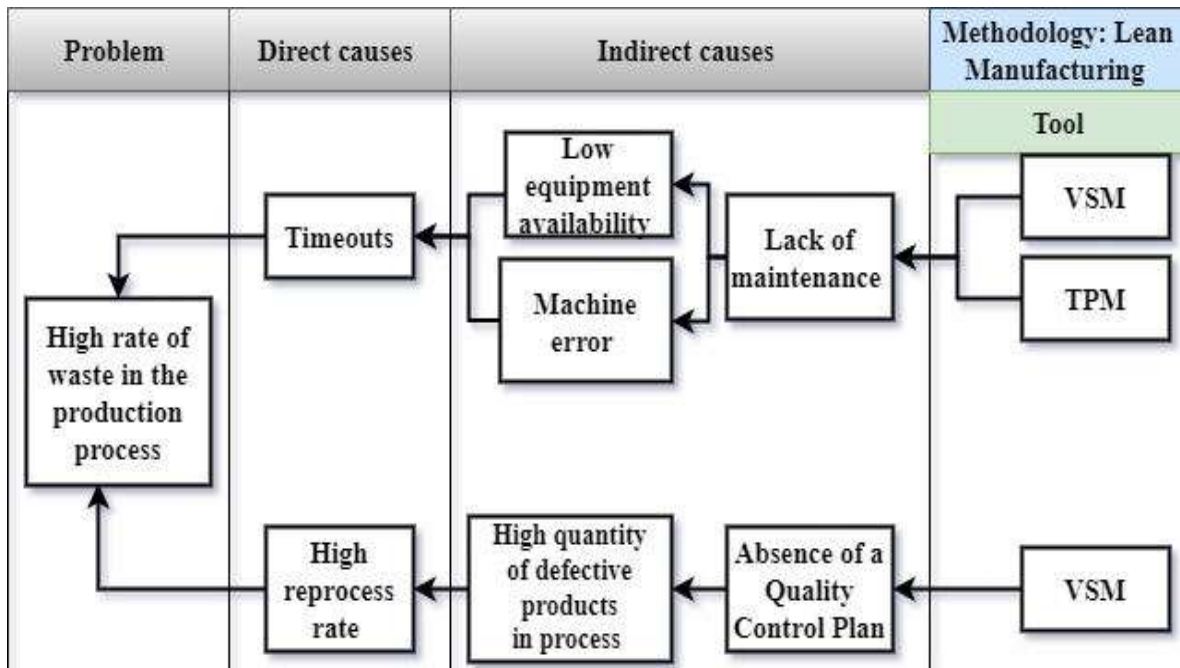 Problem
Direct causes
Indirect causes
Methodology: Lean
Manufacturing
Tool
Low
equipment
availability
VSM
Timeouts
Lack of
maintenance
Machine
error
TPM
High rate of
waste in the
production
process
High
reprocess
rate
High quantity
of defective
products
in process
Absence of a
Quality
Control Plan
VSM